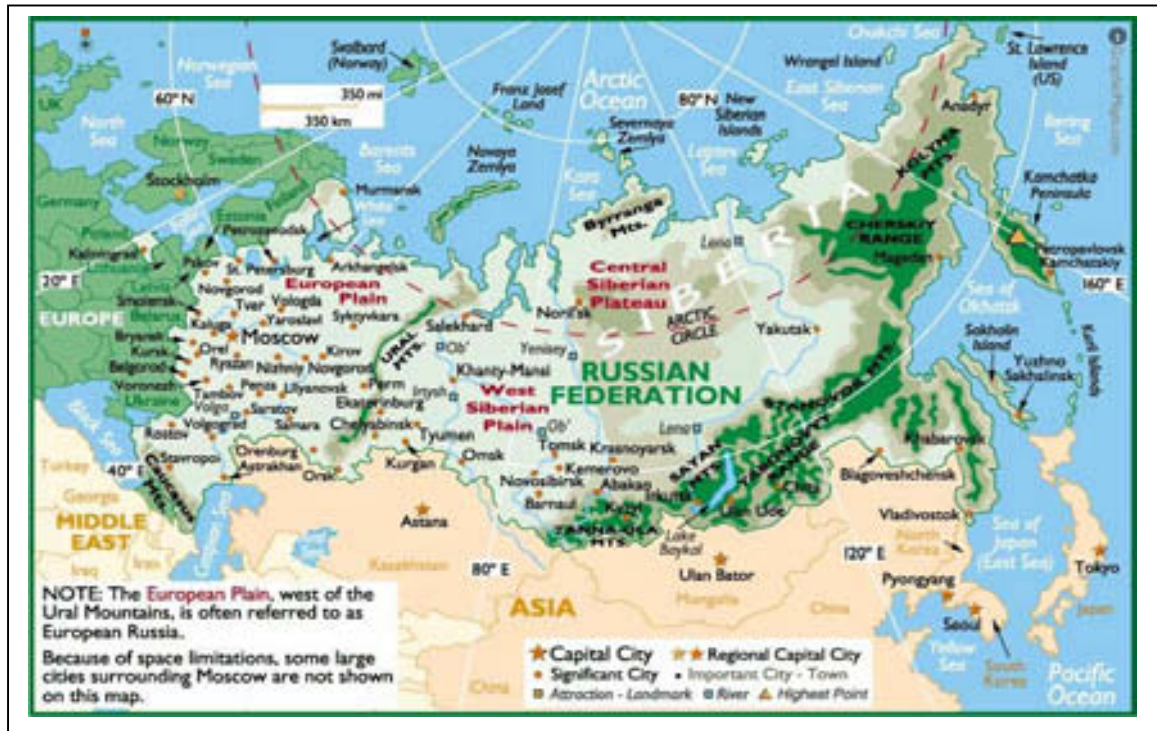 Svalbard
(Norway)
Norwegian
Sea
60° N
350 mi
350 km
Franz Josef
Land
Arctic
Ocean
80° N
Severnaya
Zemlya
New
Siberian
Islands
Wrangel Island
East Siberian
Sea
Chukchi Sea
St. Lawrence
Island
(US)
Bering
Sea
Anadyr
UK
North
Sea
Norway
Sweden
Stockholm
Finland
Barents
Sea
Novaya
Zemlya
Kara
Sea
Laptev
Sea
Murmansk
White
Sea
Byrranga
Mts.
KOLYMA
MTS.
Kamchatka
Peninsula
CHERSKIY
RANGE
Germany
Poland
Estonia
Petrozavodsk
Kaliningrad
Lithuania
Latvia
Belarus
20° E
EUROPE
Pskov
St. Petersburg
Arkhangelsk
Novgorod
European
Plain
Smolensk
Tver
Vologda
Kaluga
Yaroslavl
Syktyvkara
Bryansk
Moscow
Kursk
Orel
Belgorod
Ryazan
Nizhniy Novgorod
Kirov
Voronezh
Tambov
Penza
Ulyanovsk
Perm
Ukraine
Volga
Saratov
Ekaterinburg
Rostov
Volgograd
Samara
Chelyabinsk
URAL
MTS.
Salekhard
Ob'
Noril'sk
Central
Siberian
Plateau
SIBERIA
ARCTIC
CIRCLE
Lena
Yakutsk
Magadan
Petropavlovsk
Kamchatskiy
160° E
Sea of
Okhotsk
Sakhalin
Island
Yuzhno
Sakhalinsk
Kuril Islands
Yenisey
Khanty-Mansi
Irtysh
West
Siberian
Plain
RUSSIAN
FEDERATION
Ob'
Lena
STANOVOY MTS.
YABLONOVYY
RANGE
SAYAN
MTS.
Tyumen
Tomsk
Krasnoyarsk
Khabarovsk
Black Sea
Stavropol
Orenburg
Astrakhan
Orsk
Kurgan
Omsk
Kemerovo
Novosibirsk
Abakan
Barnaul
Kyzyl
Irkutsk
Ulan Ude
Chita
Blagoveshchensk
Turkey
40° E
CAUCASUS
MTS.
Georgia
MIDDLE
EAST
Iraq
Iran
Caspian Sea
Astana
Kazakhstan
TANNA-OLA
MTS.
Lake
Baykal
Ulan Bator
Mongolia
Vladivostok
North
Korea
Sea of
Japan
(East Sea)
80° E
120° E
Pyongyang
Tokyo
Japan
ASIA
China
China
Seoul
South
Korea
Yellow
Sea
Pacific
Ocean
NOTE: The European Plain, west of the
Ural Mountains, is often referred to as
European Russia.
Because of space limitations, some large
cities surrounding Moscow are not shown
on this map.
Capital City
Regional Capital City
Significant City
Important City - Town
Attraction - Landmark
River
Highest Point